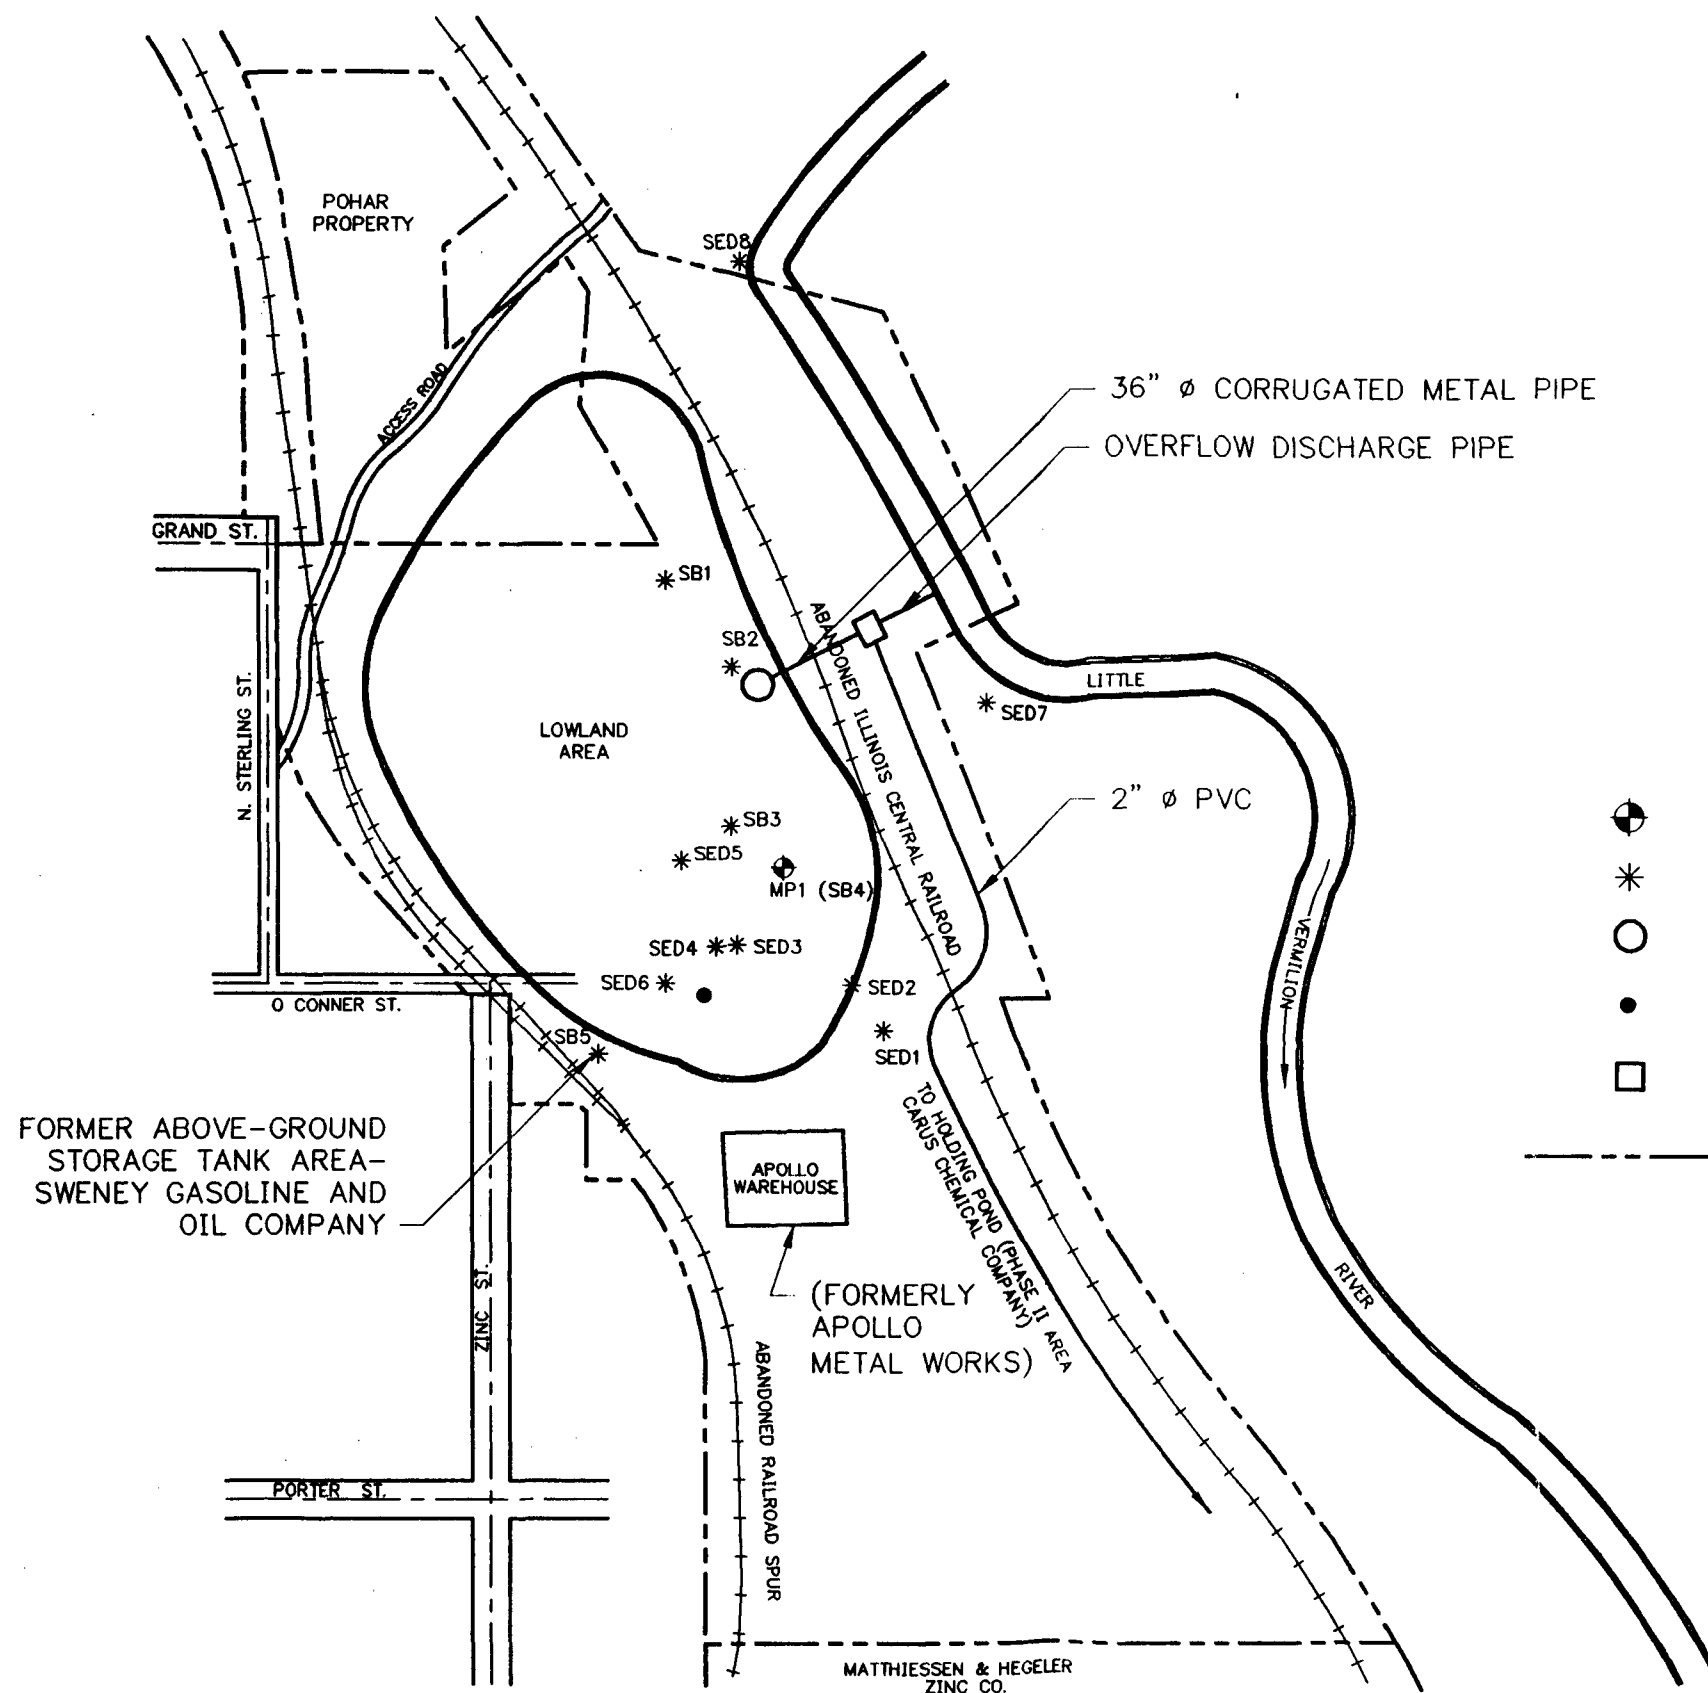 POHAR
PROPERTY
SED8
ACCESS ROAD
36" ø CORRUGATED METAL PIPE
OVERFLOW DISCHARGE PIPE
GRAND ST.
SB1
SB2
ABANDONED ILLINOIS CENTRAL RAILROAD
LITTLE
SED7
N. STERLING ST.
LOWLAND
AREA
2" ø PVC
SB3
SED5
MP1 (SB4)
VERMILION
SED4
SED3
SED6
SED2
O CONNER ST.
SB5
SED1
FORMER ABOVE-GROUND
STORAGE TANK AREA-
SWENEY GASOLINE AND
OIL COMPANY
APOLLO
WAREHOUSE
TO HOLDING POND (PHASE II AREA
CARUS CHEMICAL COMPANY)
ZINC ST.
RIVER
(FORMERLY
APOLLO
METAL WORKS)
ABANDONED RAILROAD SPUR
PORTER ST.
MATTHIESSEN & HEGELER
ZINC CO.